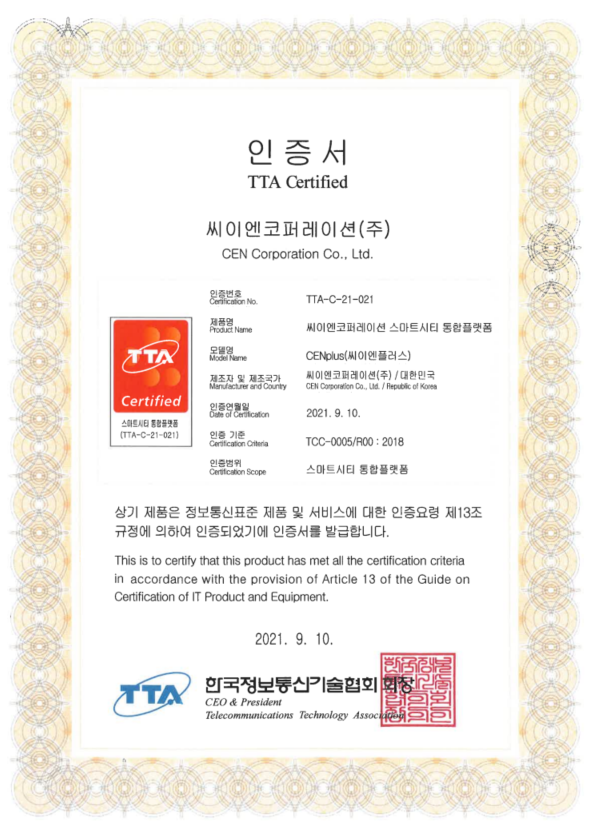 인증서
TTA Certified
씨이엔코퍼레이션(주)
CEN Corporation Co., Ltd.
인증번호
Certification No.
TTA-C-21-021
제품명
Product Name
씨이엔코퍼레이션 스마트시티 통합플랫폼
모델명
Model Name
CENplus(씨이엔플러스)
제조자 및 제조국가
Manufacturer and Country
씨이엔코퍼레이션(주) / 대한민국
CEN Corporation Co., Ltd. / Republic of Korea
인증연월일
Date of Certification
2021. 9. 10.
인증 기준
Certification Criteria
TCC-0005/R00 : 2018
인증범위
Certification Scope
스마트시티 통합플랫폼
TTA
Certified
스마트시티 통합플랫폼
(TTA-C-21-021)
상기 제품은 정보통신표준 제품 및 서비스에 대한 인증요령 제13조
규정에 의하여 인증되었기에 인증서를 발급합니다.
This is to certify that this product has met all the certification criteria
in accordance with the provision of Article 13 of the Guide on
Certification of IT Product and Equipment.
2021. 9. 10.
TTA
한국정보통신기술협회 회장
CEO & President
Telecommunications Technology Association